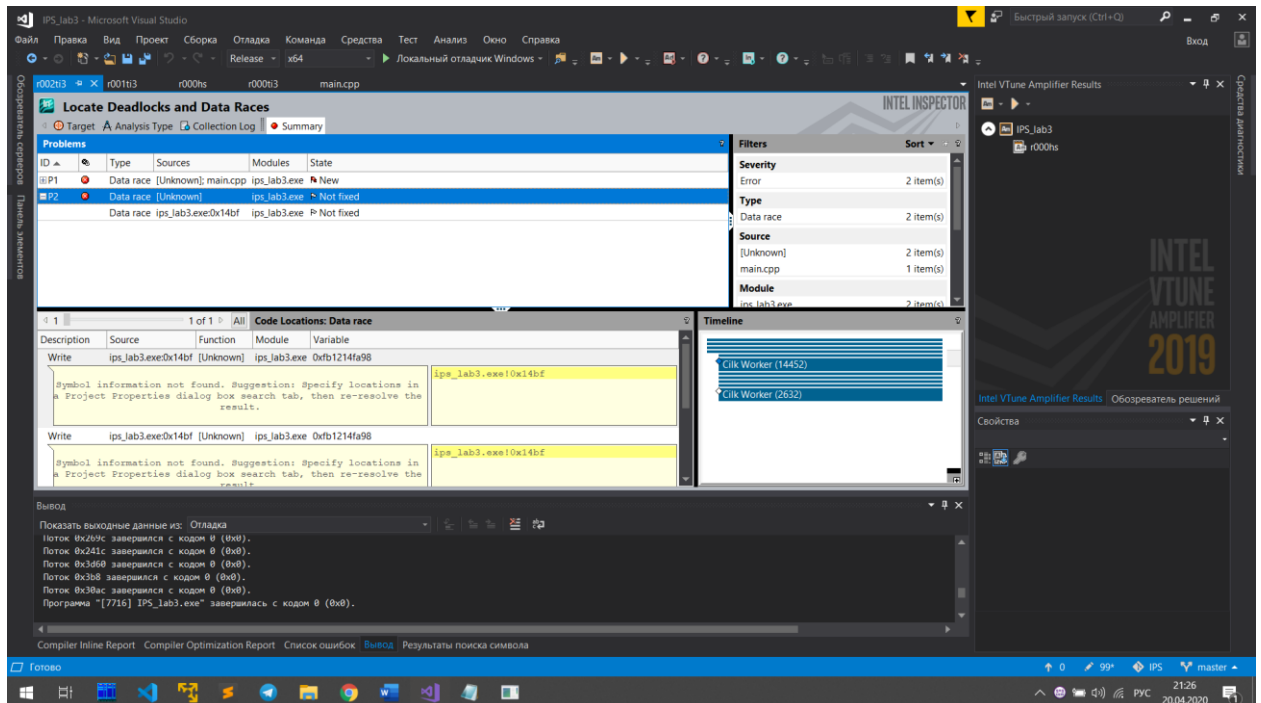 IPS_lab3 - Microsoft Visual Studio
Быстрый запуск (Ctrl+Q)
Файл Правка Вид Проект Сборка Отладка Команда Средства Тест Анализ Окно Справка
Вход
Release x64 Локальный отладчик Windows
r002ti3 r001ti3 r000hs r000ti3 main.cpp
Locate Deadlocks and Data Races
INTEL INSPECTOR
Target Analysis Type Collection Log Summary
Problems
ID Type Sources Modules State
P1 Data race [Unknown]; main.cpp ips_lab3.exe New
P2 Data race [Unknown] ips_lab3.exe Not fixed
Data race ips_lab3.exe:0x14bf ips_lab3.exe Not fixed
Filters Sort
Severity
Error 2 item(s)
Type
Data race 2 item(s)
Source
[Unknown] 2 item(s)
main.cpp 1 item(s)
Module
ips_lab3.exe 2 item(s)
1 1 of 1 All Code Locations: Data race
Description Source Function Module Variable
Write ips_lab3.exe:0x14bf [Unknown] ips_lab3.exe 0xfb1214fa98
Symbol information not found. Suggestion: Specify locations in
a Project Properties dialog box search tab, then re-resolve the
result.
ips_lab3.exe!0x14bf
Write ips_lab3.exe:0x14bf [Unknown] ips_lab3.exe 0xfb1214fa98
Symbol information not found. Suggestion: Specify locations in
a Project Properties dialog box search tab, then re-resolve the
result.
ips_lab3.exe!0x14bf
Timeline
Cilk Worker (14452)
Cilk Worker (2632)
Intel VTune Amplifier Results
IPS_lab3
r000hs
INTEL
VTUNE
AMPLIFIER
2019
Intel VTune Amplifier Results Обозреватель решений
Свойства
Обозреватель серверов
Панель элементов
Средства диагностики
Вывод
Показать выходные данные из: Отладка
Поток 0x269c завершился с кодом 0 (0x0).
Поток 0x241c завершился с кодом 0 (0x0).
Поток 0x3d60 завершился с кодом 0 (0x0).
Поток 0x3b8 завершился с кодом 0 (0x0).
Поток 0x30ac завершился с кодом 0 (0x0).
Программа "[7716] IPS_lab3.exe" завершилась с кодом 0 (0x0).
Compiler Inline Report Compiler Optimization Report Список ошибок Вывод Результаты поиска символа
Готово
0 99+ IPS master
РУС
21:26
20.04.2020